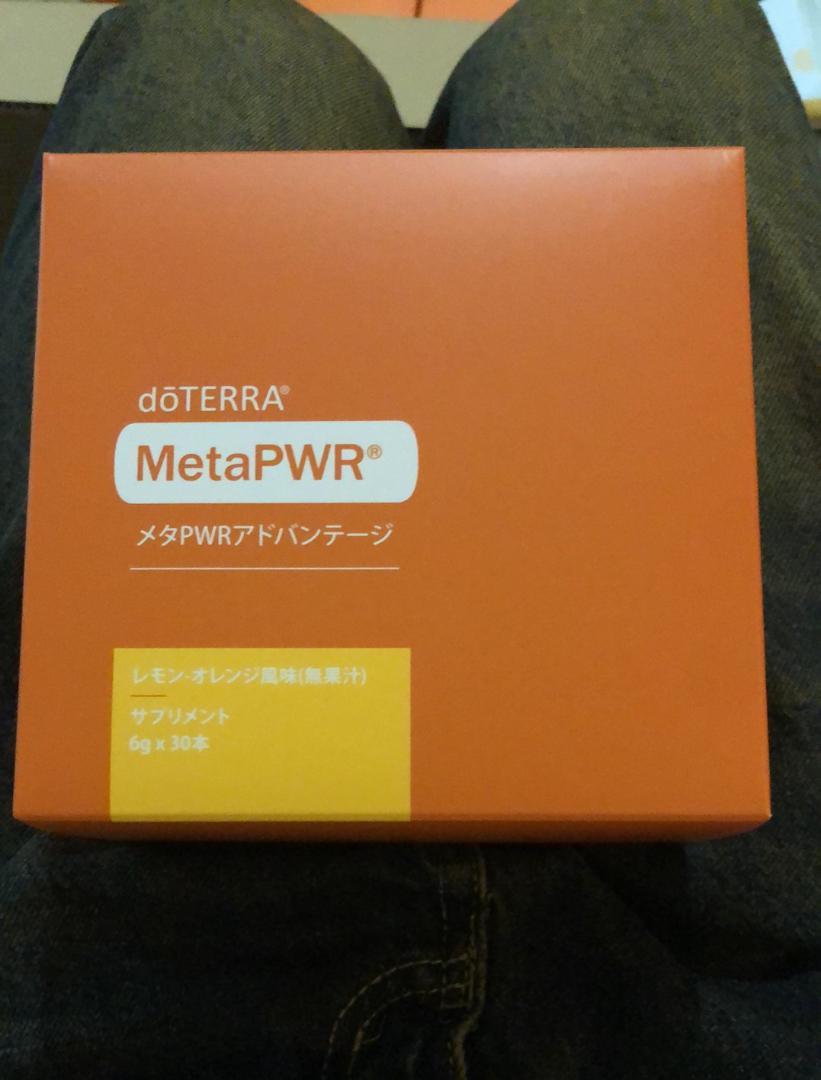 dōTERRA®
MetaPWR®
メタPWRアドバンテージ
レモン-オレンジ風味(無果汁)
サプリメント
6g x 30本